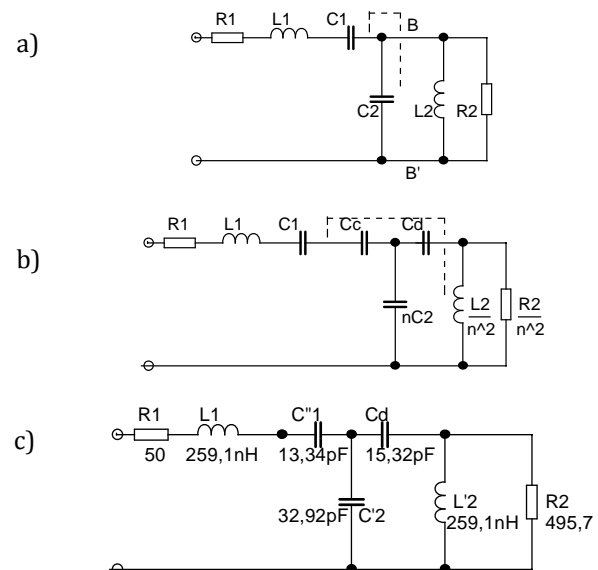 a)
R1 L1 C1 B
C2 L2 R2
B'
b)
R1 L1 C1 Cc Cd
nC2 L2 R2
n^2 n^2
c)
R1 L1 C"1 Cd
50 259,1nH 13,34pF 15,32pF
32,92pF C'2 L'2 R2
259,1nH 495,7